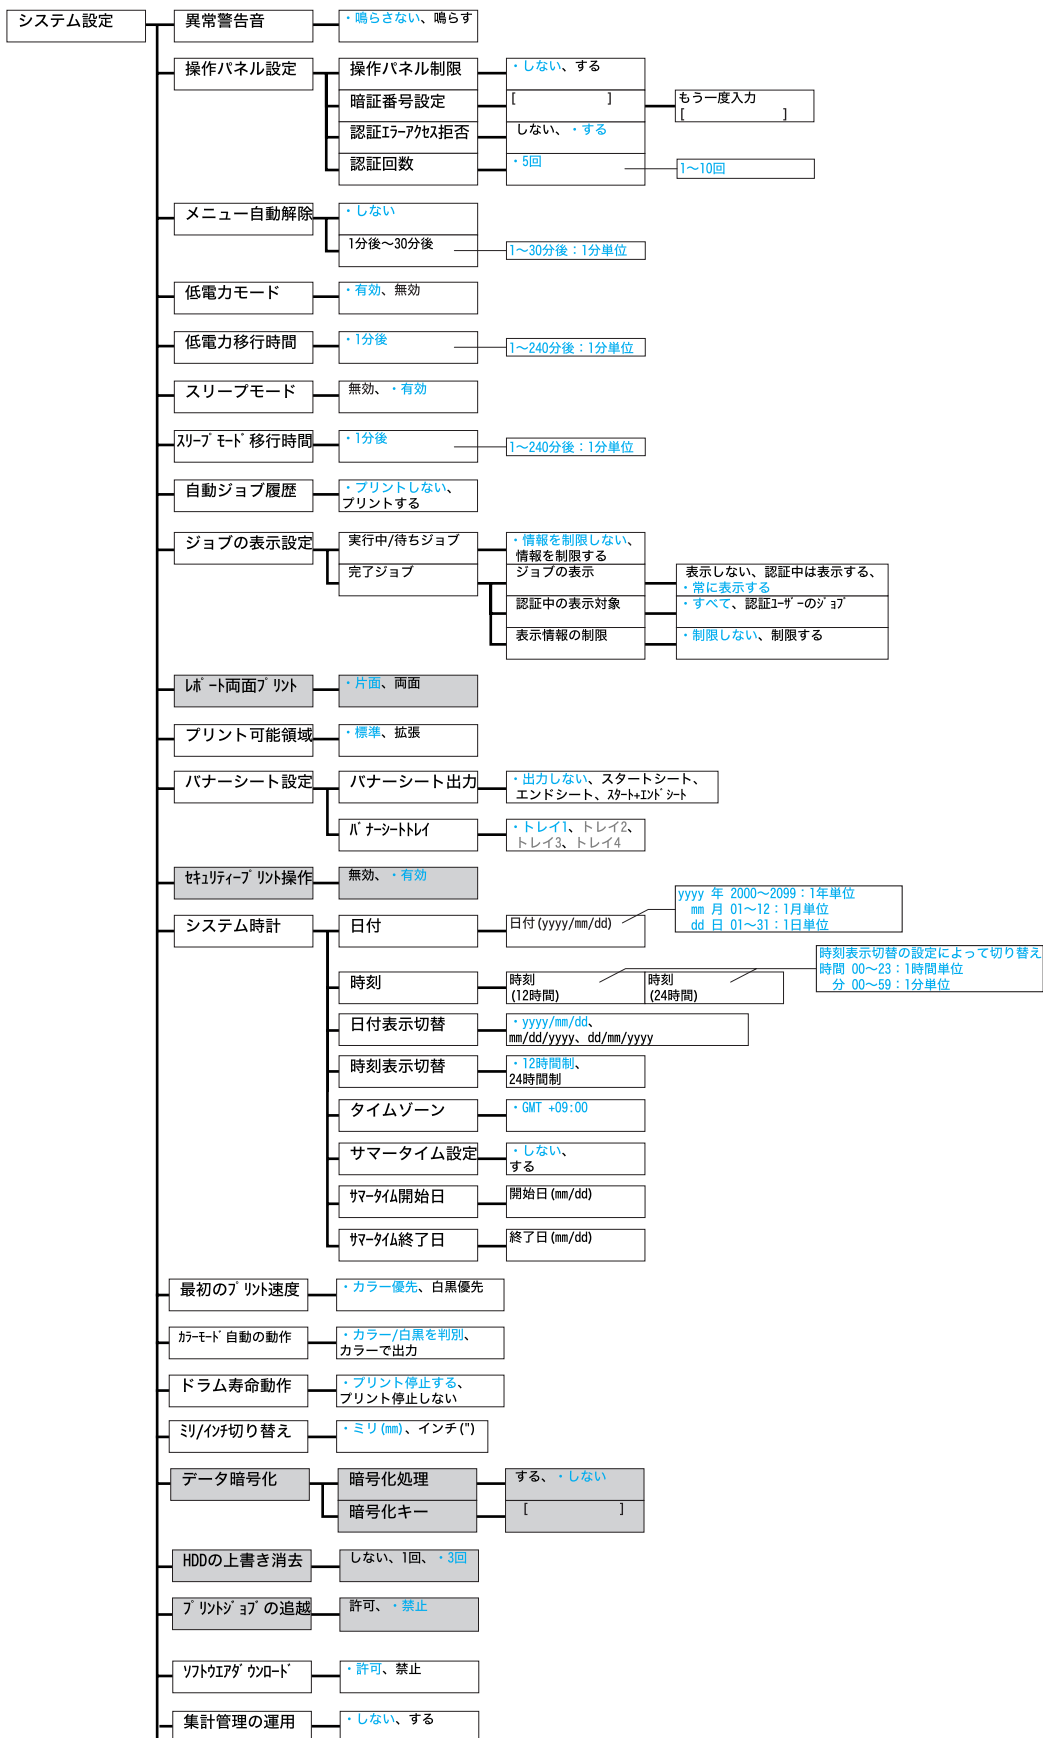 システム設定
異常警告音
・鳴らさない、鳴らす
操作パネル設定
操作パネル制限
・しない、する
暗証番号設定
[ ]
もう一度入力
[ ]
認証ｴﾗｰｱｸｾｽ拒否
しない、・する
認証回数
・5回
1〜10回
メニュー自動解除
・しない
1分後〜30分後
1〜30分後：1分単位
低電力モード
・有効、無効
低電力移行時間
・1分後
1〜240分後：1分単位
スリープモード
無効、・有効
ｽﾘｰﾌﾟﾓｰﾄﾞ移行時間
・1分後
1〜240分後：1分単位
自動ジョブ履歴
・プリントしない、
プリントする
ジョブの表示設定
実行中/待ちジョブ
・情報を制限しない、
情報を制限する
完了ジョブ
ジョブの表示
表示しない、認証中は表示する、
・常に表示する
認証中の表示対象
・すべて、認証ﾕｰｻﾞｰのｼﾞｮﾌﾞ
表示情報の制限
・制限しない、制限する
ﾚﾎﾟｰﾄ両面ﾌﾟﾘﾝﾄ
・片面、両面
プリント可能領域
・標準、拡張
バナーシート設定
バナーシート出力
・出力しない、スタートシート、
エンドシート、ｽﾀｰﾄ+ｴﾝﾄﾞｼｰﾄ
ﾊﾞﾅｰｼｰﾄﾄﾚｲ
・トレイ1、トレイ2、
トレイ3、トレイ4
ｾｷｭﾘﾃｨｰﾌﾟﾘﾝﾄ操作
無効、・有効
システム時計
日付
日付(yyyy/mm/dd)
yyyy 年 2000〜2099：1年単位
mm 月 01〜12：1月単位
dd 日 01〜31：1日単位
時刻
時刻
(12時間)
時刻
(24時間)
時刻表示切替の設定によって切り替え
時間 00〜23：1時間単位
分 00〜59：1分単位
日付表示切替
・yyyy/mm/dd、
mm/dd/yyyy、dd/mm/yyyy
時刻表示切替
・12時間制、
24時間制
タイムゾーン
・GMT +09:00
サマータイム設定
・しない、
する
ｻﾏｰﾀｲﾑ開始日
開始日(mm/dd)
ｻﾏｰﾀｲﾑ終了日
終了日(mm/dd)
最初のﾌﾟﾘﾝﾄ速度
・カラー優先、白黒優先
ｶﾗｰﾓｰﾄﾞ自動の動作
・カラー/白黒を判別、
カラーで出力
ドラム寿命動作
・プリント停止する、
プリント停止しない
ﾐﾘ/ｲﾝﾁ切り替え
・ミリ(mm)、インチ(")
データ暗号化
暗号化処理
する、・しない
暗号化キー
[ ]
HDDの上書き消去
しない、1回、・3回
ﾌﾟﾘﾝﾄｼﾞｮﾌﾞの追越
許可、・禁止
ｿﾌﾄｳｴｱﾀﾞｳﾝﾛｰﾄﾞ
・許可、禁止
集計管理の運用
・しない、する